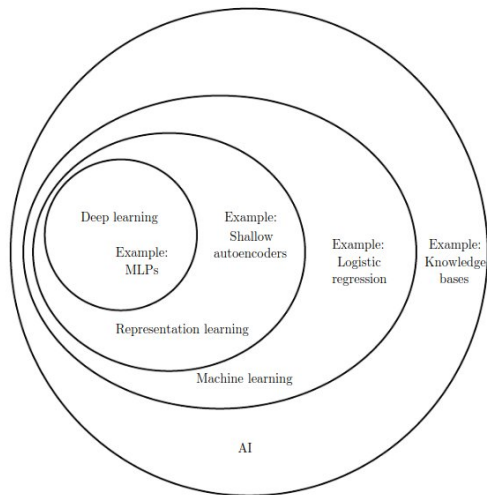 Deep learning
Example:
MLPs
Example:
Shallow
autoencoders
Example:
Logistic
regression
Example:
Knowledge
bases
Representation learning
Machine learning
AI